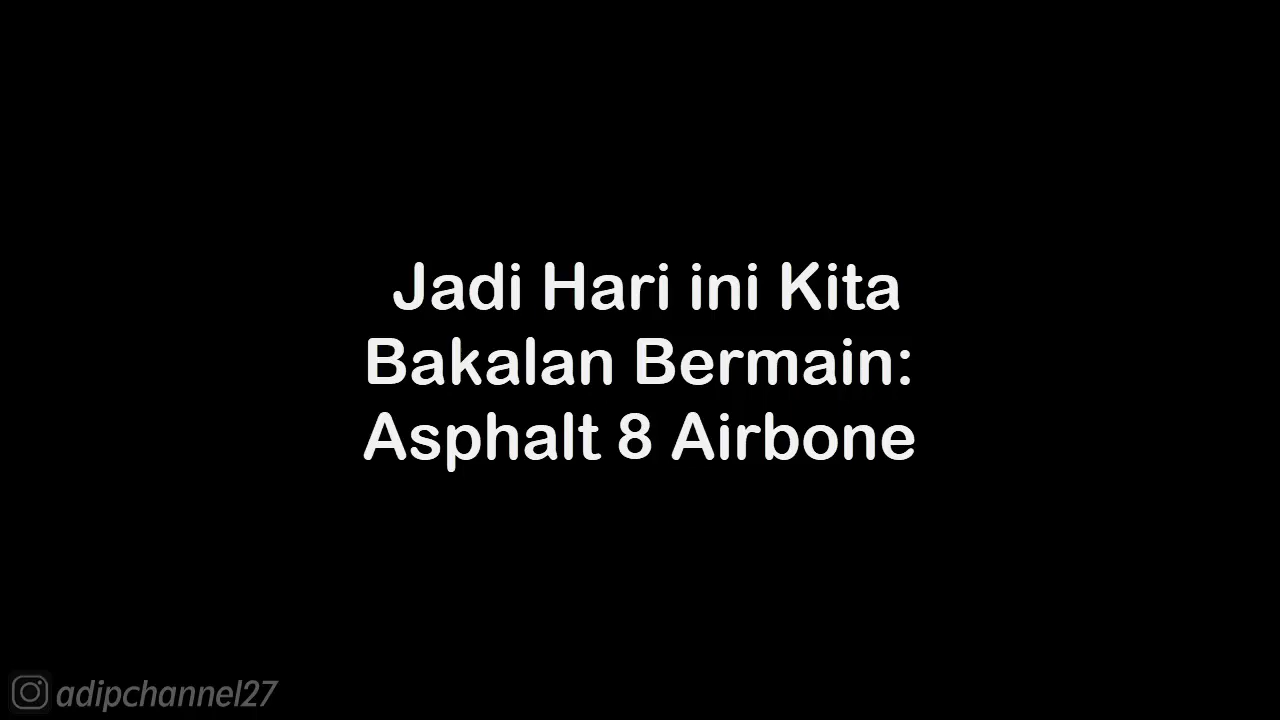 Jadi Hari ini Kita
Bakalan Bermain:
Asphalt 8 Airbone
adipchannel27